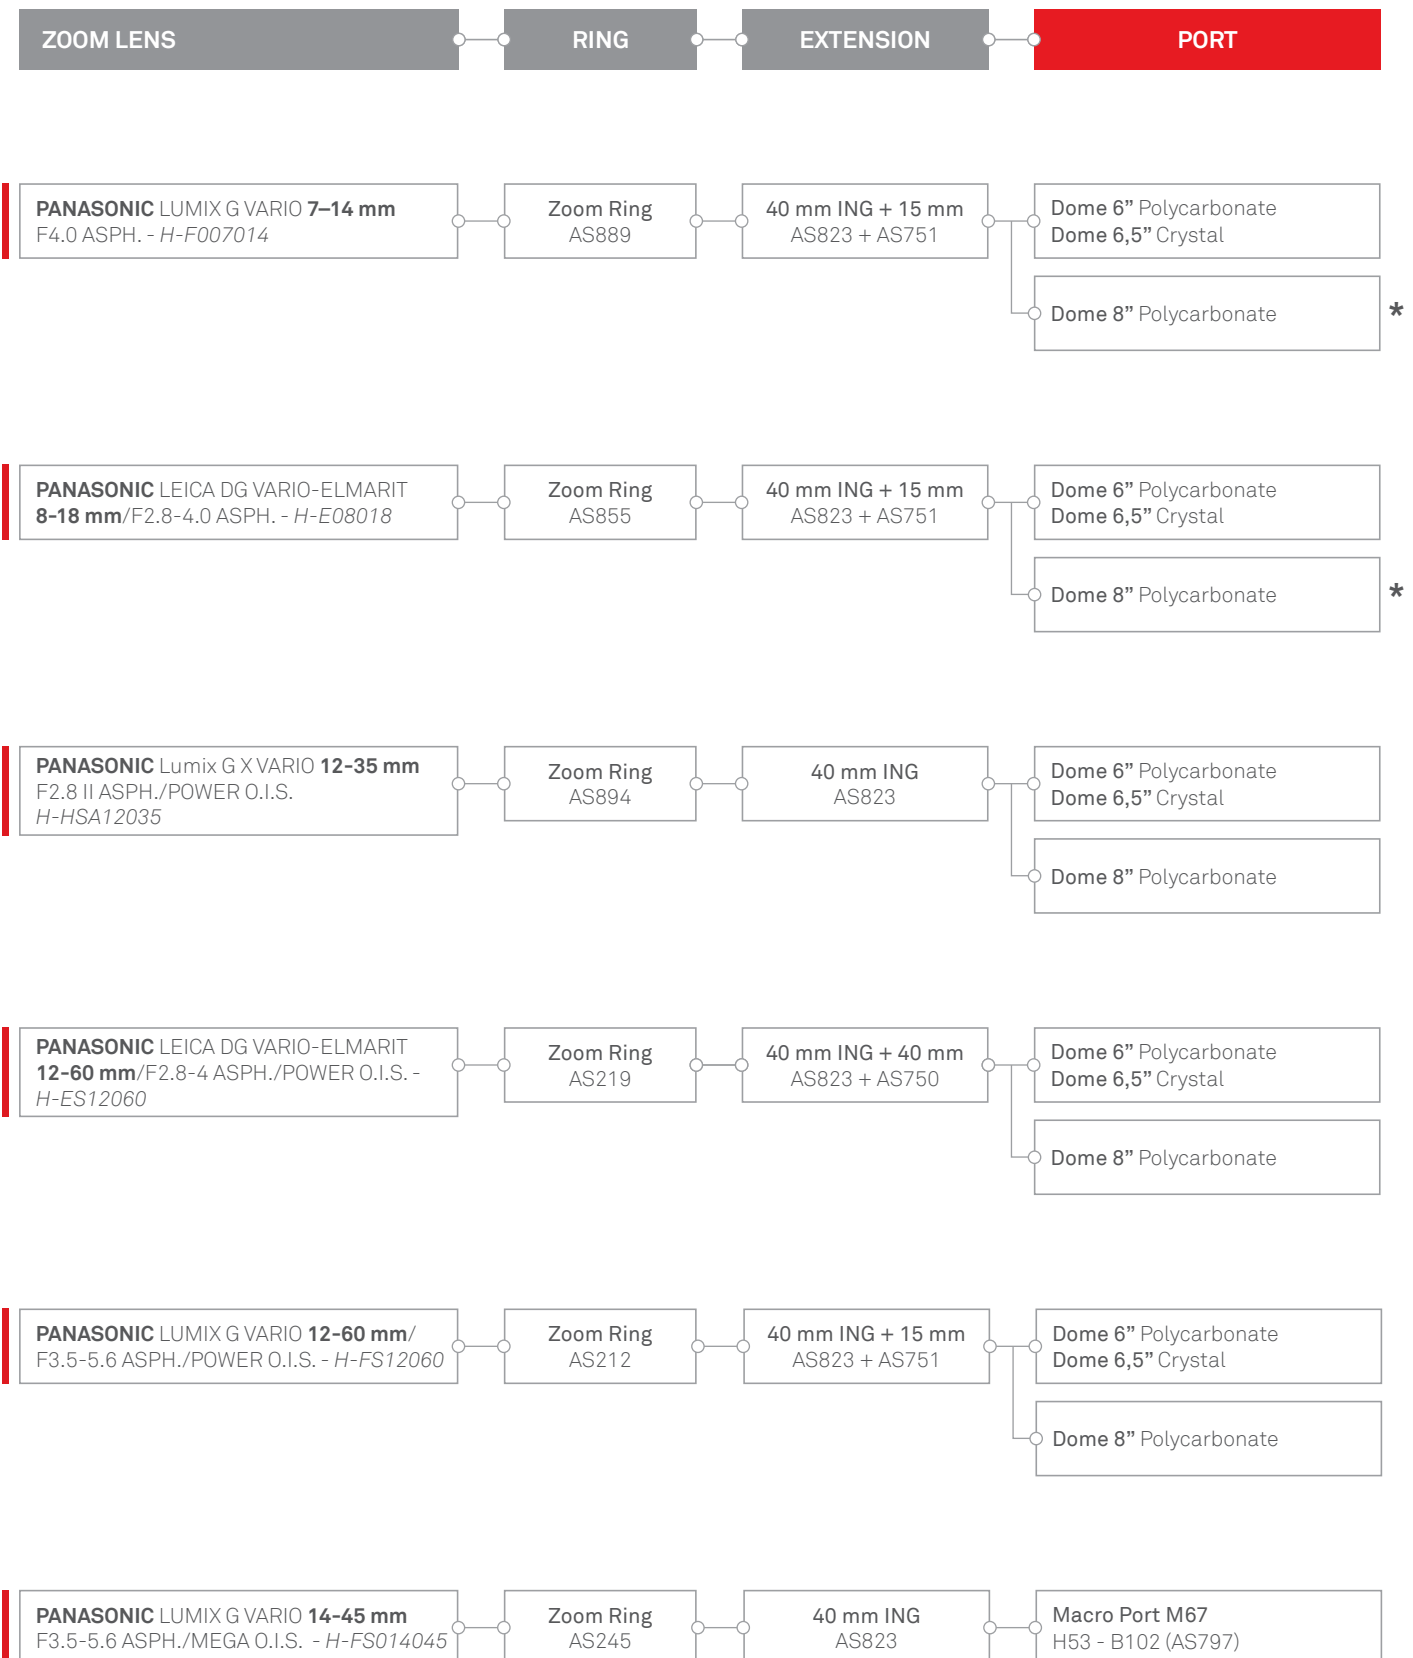 ZOOM LENS
RING
EXTENSION
PORT
PANASONIC LUMIX G VARIO 7–14 mm
F4.0 ASPH. - H-F007014
Zoom Ring
AS889
40 mm ING + 15 mm
AS823 + AS751
Dome 6” Polycarbonate
Dome 6,5” Crystal
Dome 8” Polycarbonate
*
PANASONIC LEICA DG VARIO-ELMARIT
8-18 mm/F2.8-4.0 ASPH. - H-E08018
Zoom Ring
AS855
40 mm ING + 15 mm
AS823 + AS751
Dome 6” Polycarbonate
Dome 6,5” Crystal
Dome 8” Polycarbonate
*
PANASONIC Lumix G X VARIO 12-35 mm
F2.8 II ASPH./POWER O.I.S.
H-HSA12035
Zoom Ring
AS894
40 mm ING
AS823
Dome 6” Polycarbonate
Dome 6,5” Crystal
Dome 8” Polycarbonate
PANASONIC LEICA DG VARIO-ELMARIT
12-60 mm/F2.8-4 ASPH./POWER O.I.S. -
H-ES12060
Zoom Ring
AS219
40 mm ING + 40 mm
AS823 + AS750
Dome 6” Polycarbonate
Dome 6,5” Crystal
Dome 8” Polycarbonate
PANASONIC LUMIX G VARIO 12-60 mm/
F3.5-5.6 ASPH./POWER O.I.S. - H-FS12060
Zoom Ring
AS212
40 mm ING + 15 mm
AS823 + AS751
Dome 6” Polycarbonate
Dome 6,5” Crystal
Dome 8” Polycarbonate
PANASONIC LUMIX G VARIO 14-45 mm
F3.5-5.6 ASPH./MEGA O.I.S. - H-FS014045
Zoom Ring
AS245
40 mm ING
AS823
Macro Port M67
H53 - B102 (AS797)